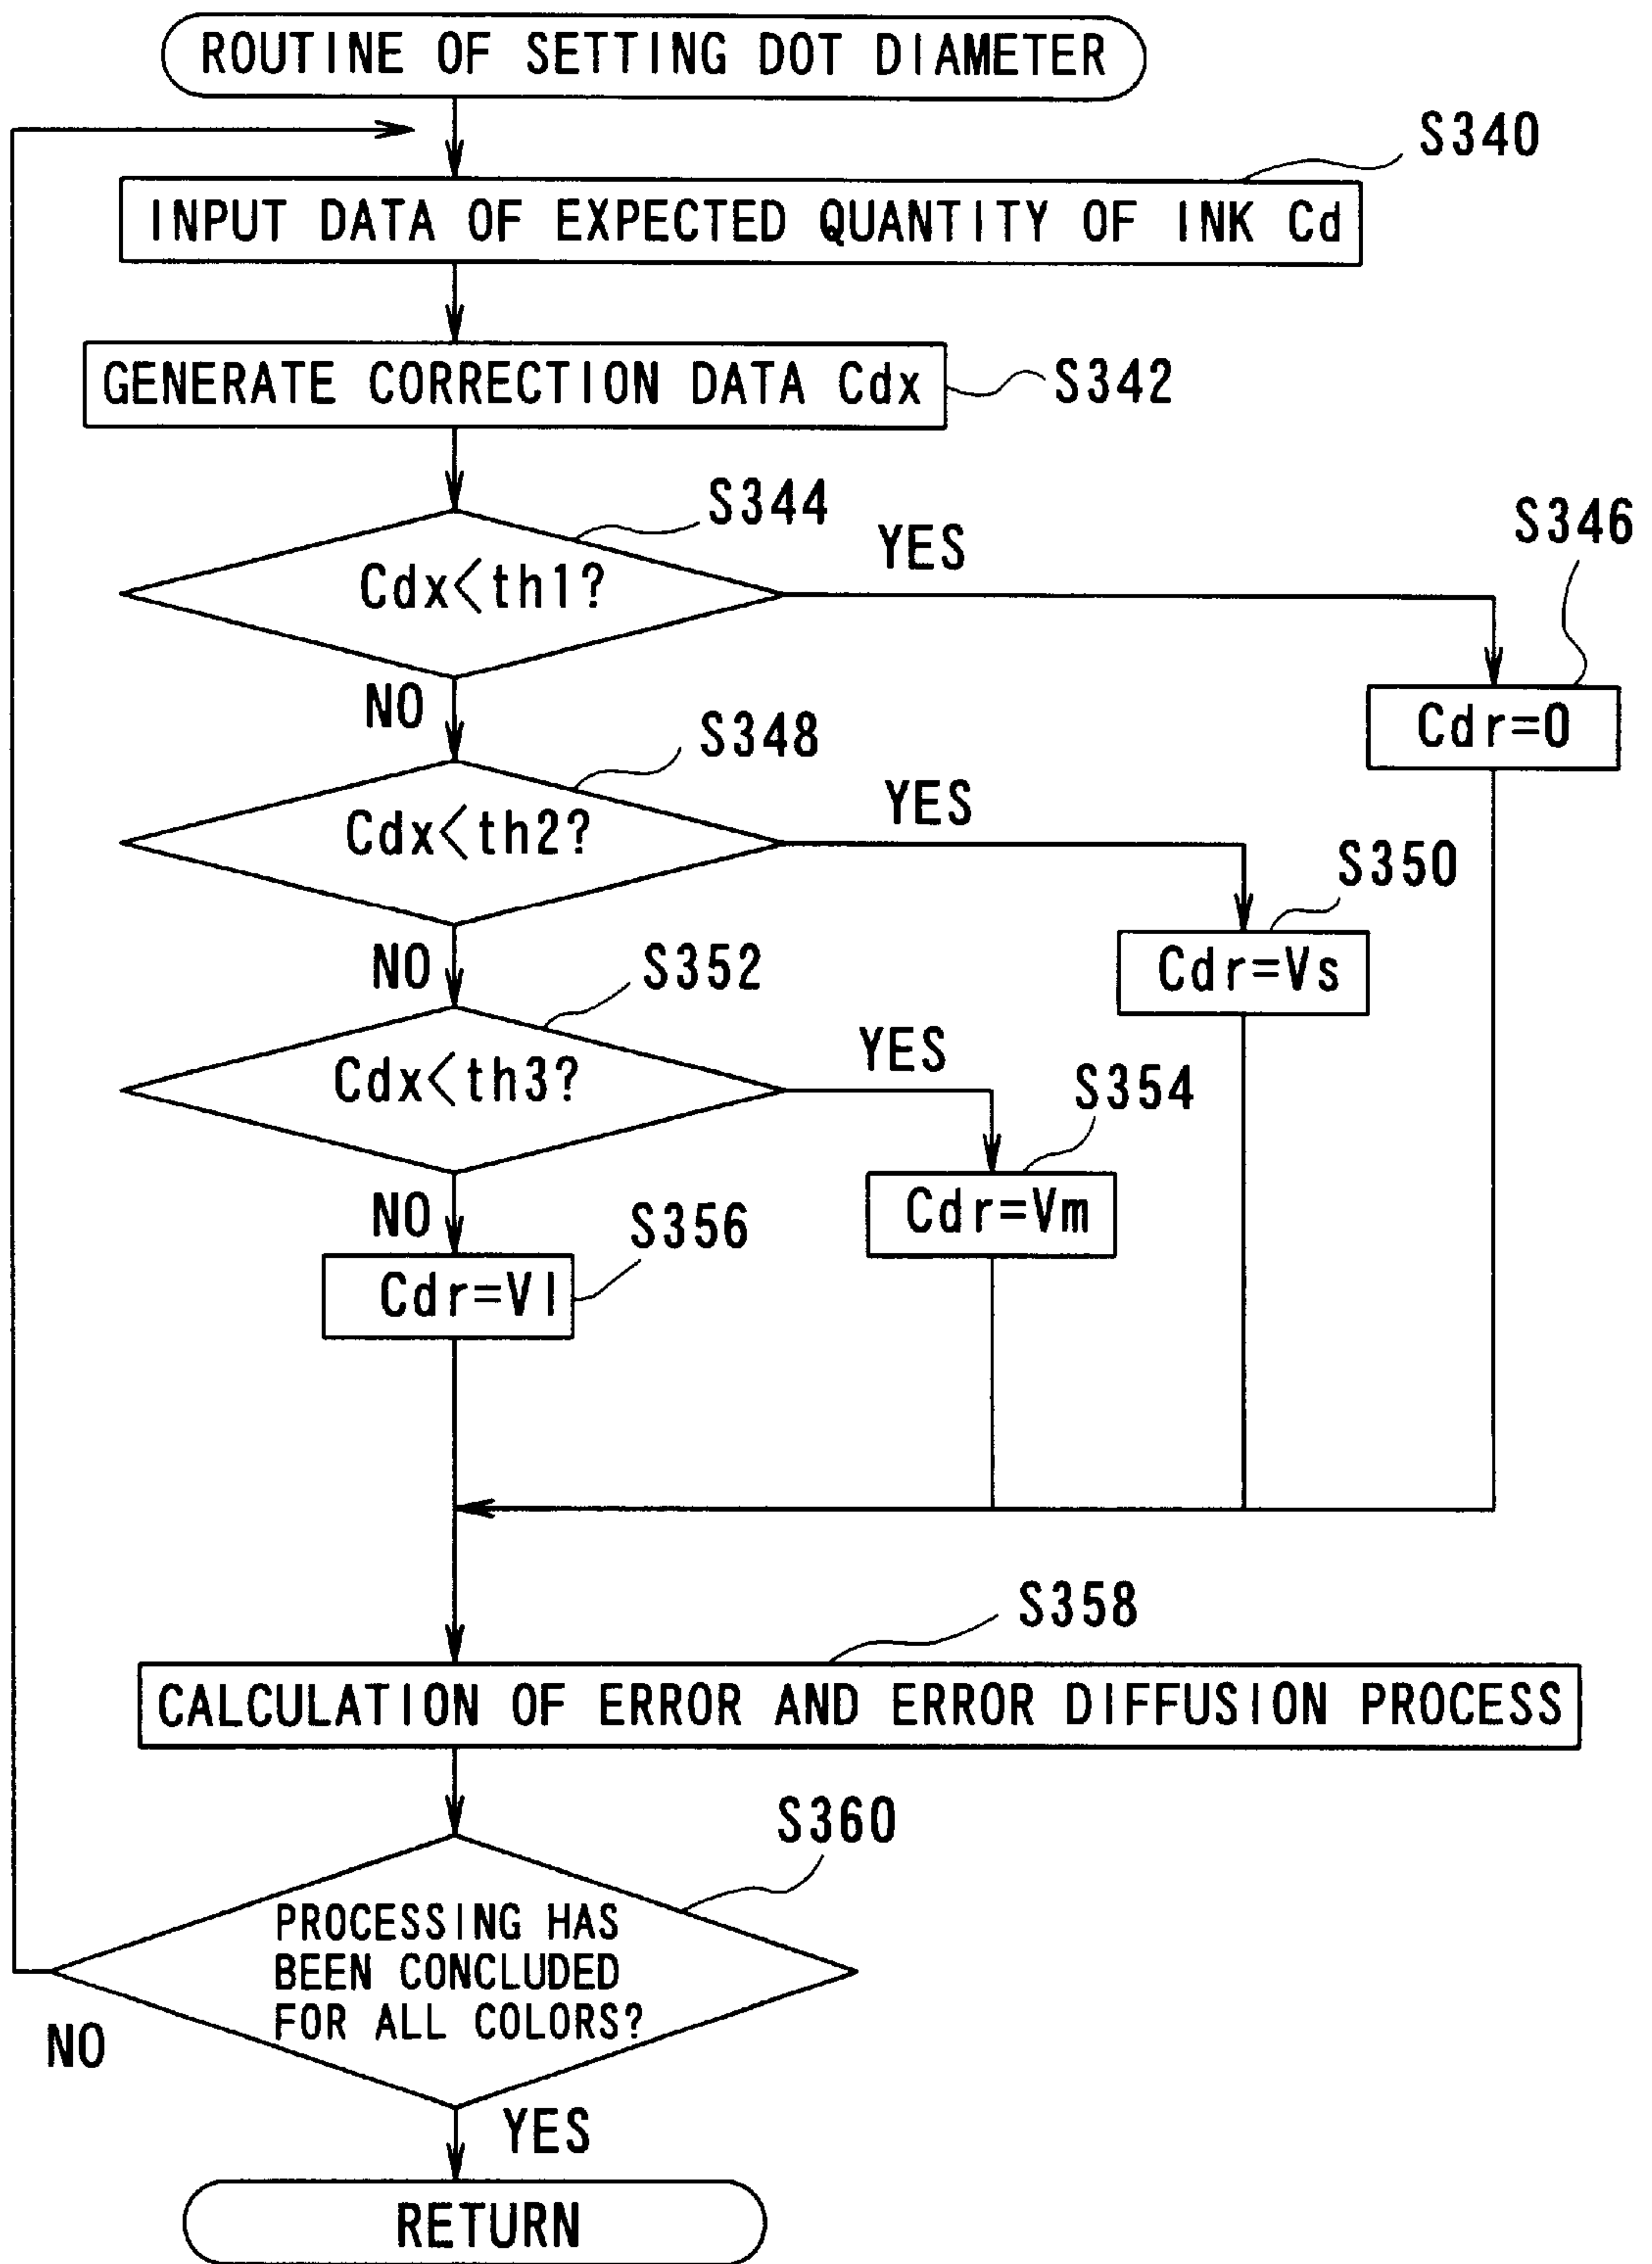 ROUTINE OF SETTING DOT DIAMETER
S340
INPUT DATA OF EXPECTED QUANTITY OF INK Cd
GENERATE CORRECTION DATA Cdx
S342
S344
YES
S346
Cdx<th1?
NO
Cdr=0
S348
YES
Cdx<th2?
S350
NO
Cdr=Vs
S352
YES
Cdx<th3?
S354
NO
Cdr=Vm
S356
Cdr=Vl
S358
CALCULATION OF ERROR AND ERROR DIFFUSION PROCESS
S360
PROCESSING HAS
BEEN CONCLUDED
FOR ALL COLORS?
NO
YES
RETURN